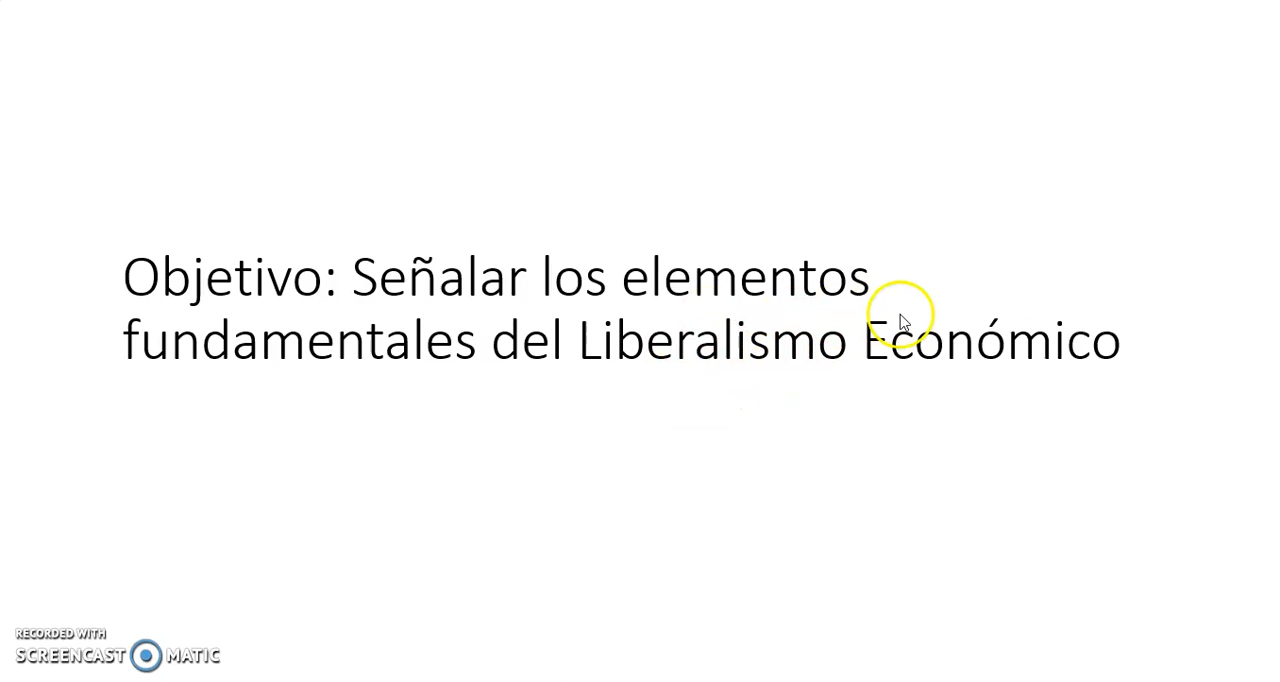 Objetivo: Señalar los elementos
fundamentales del Liberalismo Económico
RECORDED WITH
SCREENCAST MATIC